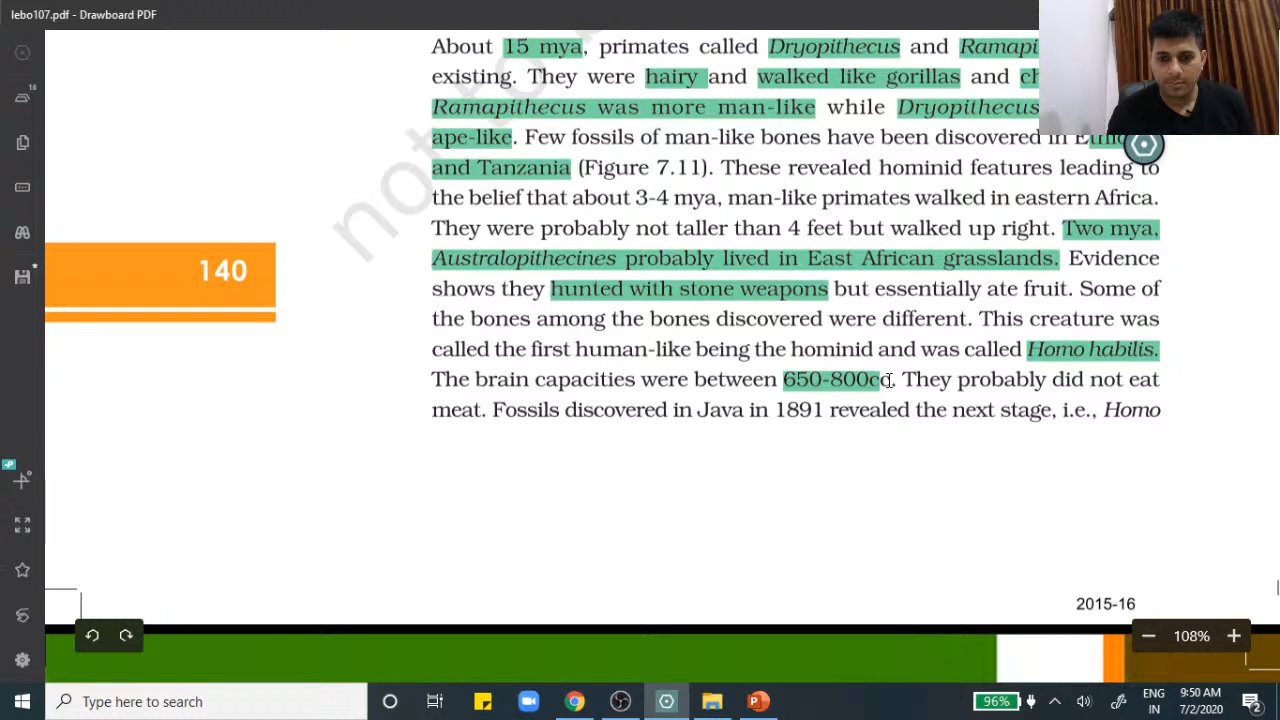 lebo107.pdf - Drawboard PDF
About 15 mya, primates called Dryopithecus and
existing. They were hairy and walked like gorillas and
Ramapithecus was more man-like while Dryopithecus
ape-like. Few fossils of man-like bones have been discovered in
and Tanzania (Figure 7.11). These revealed hominid features leading to
the belief that about 3-4 mya, man-like primates walked in eastern Africa.
They were probably not taller than 4 feet but walked up right. Two mya,
Australopithecines probably lived in East African grasslands. Evidence
shows they hunted with stone weapons but essentially ate fruit. Some of
the bones among the bones discovered were different. This creature was
called the first human-like being the hominid and was called Homo habilis.
The brain capacities were between 650-800cc. They probably did not eat
meat. Fossils discovered in Java in 1891 revealed the next stage, i.e., Homo
not to
140
2015-16
108%
18
Type here to search
96%
ENG
IN
9:50 AM
7/2/2020
2